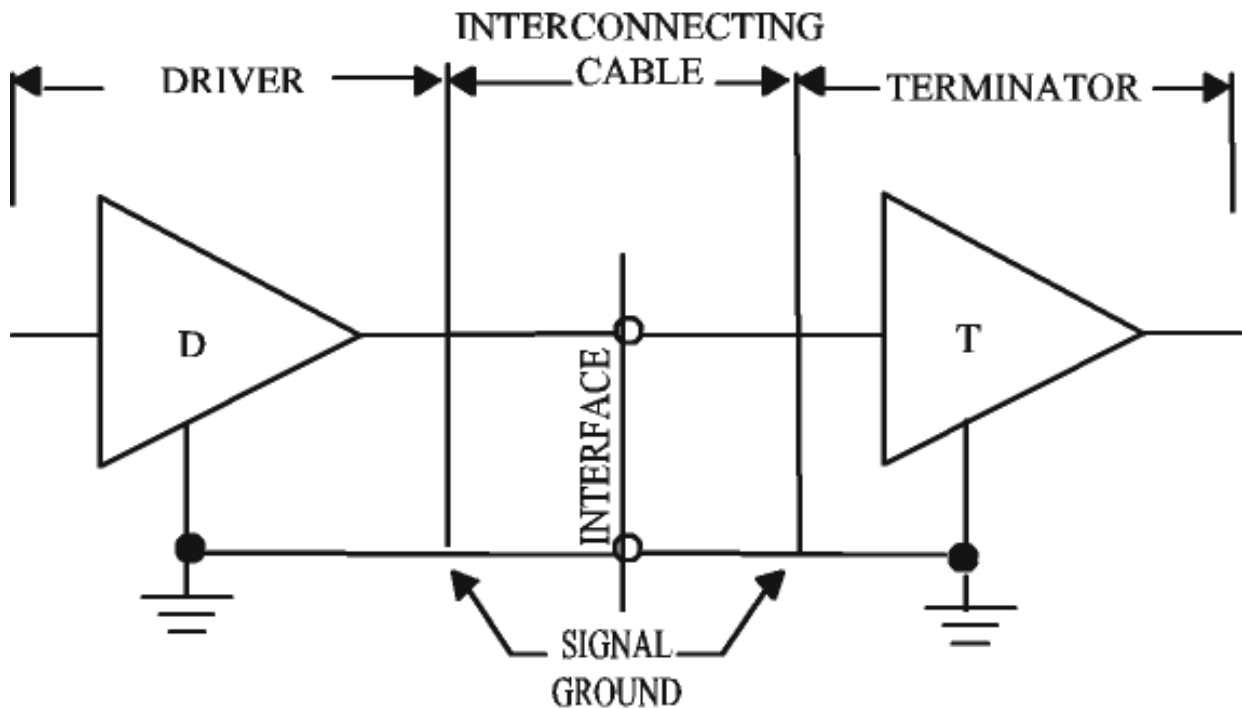 INTERCONNECTING
DRIVER
CABLE
TERMINATOR
D
T
INTERFACE
SIGNAL
GROUND